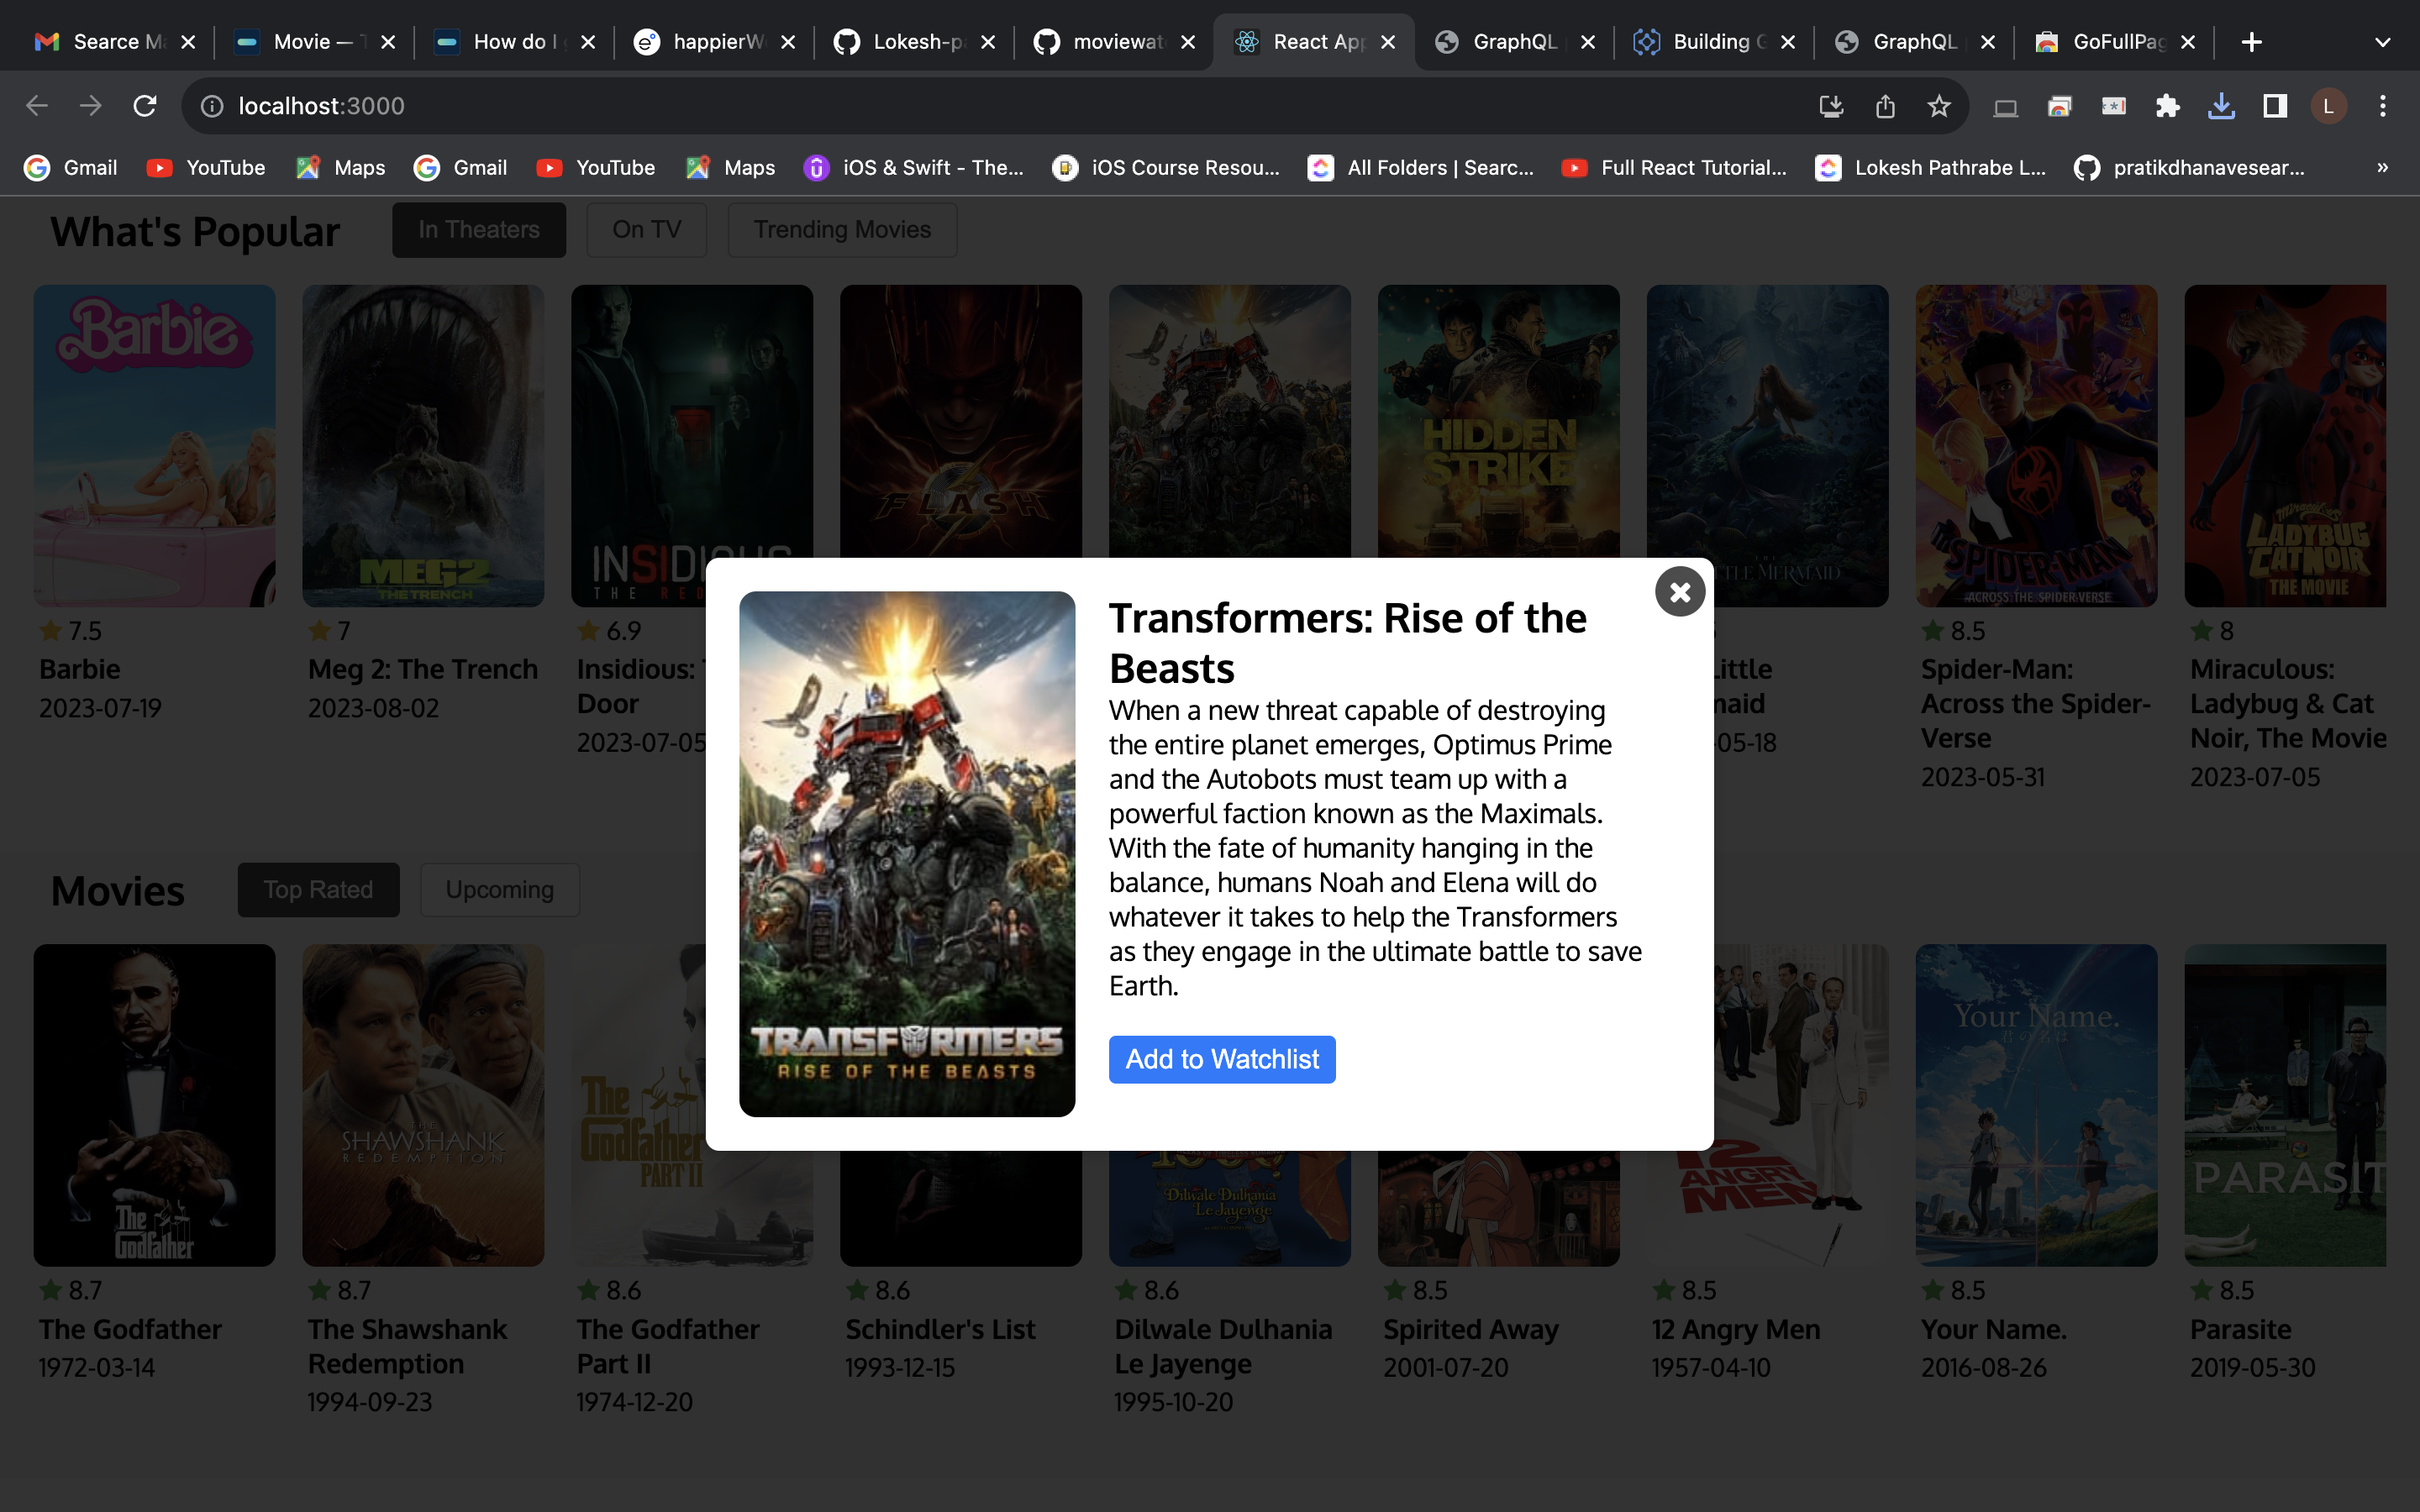 Searce Ma
Movie — T
How do I g
happierW
Lokesh-p
moviewat
React App
GraphQL
Building G
GraphQL
GoFullPag
localhost:3000
L
Gmail
YouTube
Maps
Gmail
YouTube
Maps
iOS & Swift - The...
iOS Course Resou...
All Folders | Searc...
Full React Tutorial...
Lokesh Pathrabe L...
pratikdhanavesear...
»
What's Popular
In Theaters
On TV
Trending Movies
Barbie
MEG2
THE TRENCH
INSIDIOUS
THE RED
FLASH
HIDDEN
STRIKE
THE
TLE MERMAID
SPIDER-MAN
ACROSS THE SPIDER-VERSE
Miraculous
LADYBUG
CATNOIR
THE MOVIE
7.5
Barbie
2023-07-19
7
Meg 2: The Trench
2023-08-02
6.9
Insidious:
Door
2023-07-05
Little
maid
05-18
8.5
Spider-Man:
Across the Spider-
Verse
2023-05-31
8
Miraculous:
Ladybug & Cat
Noir, The Movie
2023-07-05
Transformers: Rise of the
Beasts
When a new threat capable of destroying
the entire planet emerges, Optimus Prime
and the Autobots must team up with a
powerful faction known as the Maximals.
With the fate of humanity hanging in the
balance, humans Noah and Elena will do
whatever it takes to help the Transformers
as they engage in the ultimate battle to save
Earth.
Add to Watchlist
TRANSFORMERS
RISE OF THE BEASTS
Movies
Top Rated
Upcoming
The
Godfather
THE
SHAWSHANK
REDEMPTION
The
Godfather
PART II
Dilwale Dulhania
Le Jayenge
12
ANGRY
MEN
Your Name.
君の名は
PARASIT
8.7
The Godfather
1972-03-14
8.7
The Shawshank
Redemption
1994-09-23
8.6
The Godfather
Part II
1974-12-20
8.6
Schindler's List
1993-12-15
8.6
Dilwale Dulhania
Le Jayenge
1995-10-20
8.5
Spirited Away
2001-07-20
8.5
12 Angry Men
1957-04-10
8.5
Your Name.
2016-08-26
8.5
Parasite
2019-05-30